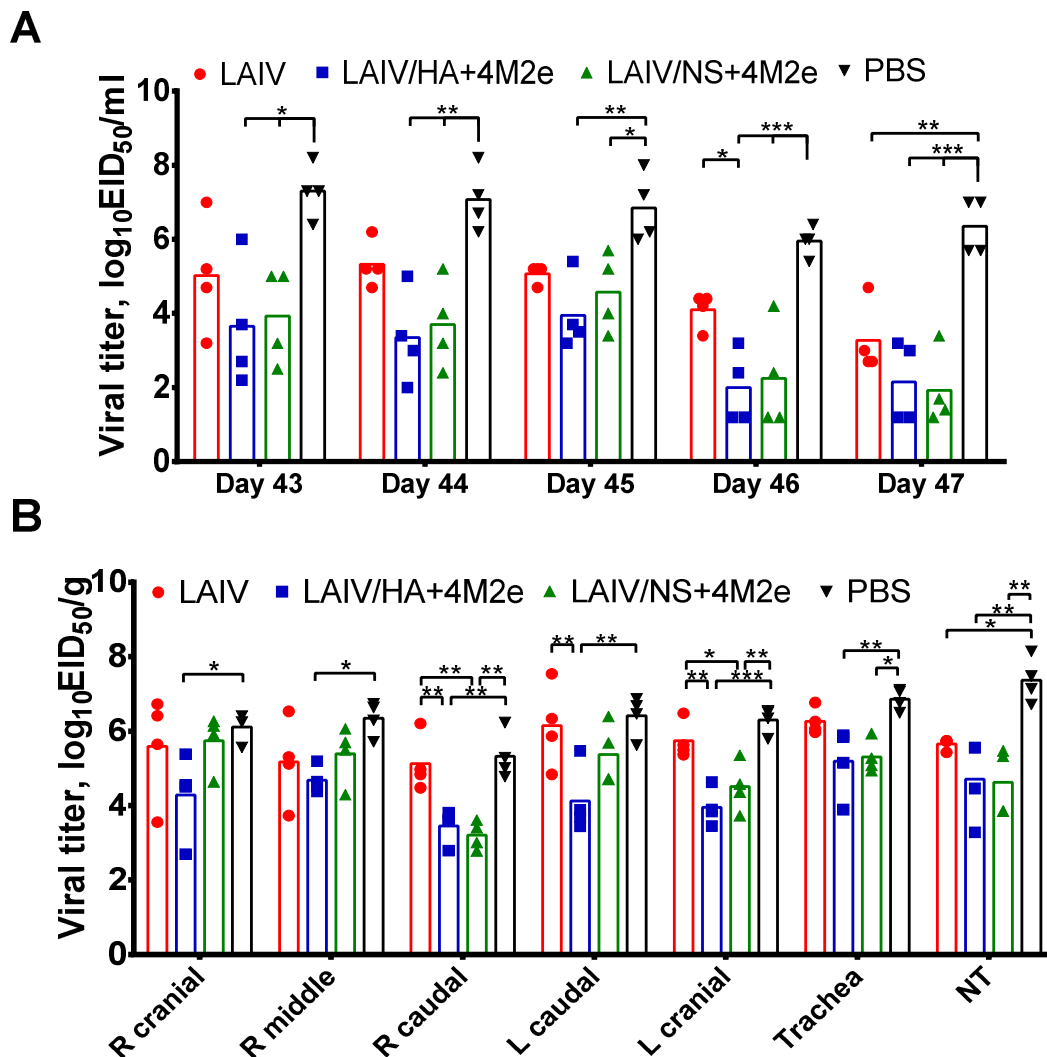 A
LAIV LAIV/HA+4M2e LAIV/NS+4M2e PBS
Viral titer, log10EID50/ml
10
8
6
4
2
0
* ** ** * * *** ** ***
Day 43 Day 44 Day 45 Day 46 Day 47
B
LAIV LAIV/HA+4M2e LAIV/NS+4M2e PBS
Viral titer, log10EID50/g
10
8
6
4
2
0
* * ** ** ** ** ** ** * ** ** *** ** * ** ** *
R cranial R middle R caudal L caudal L cranial Trachea NT